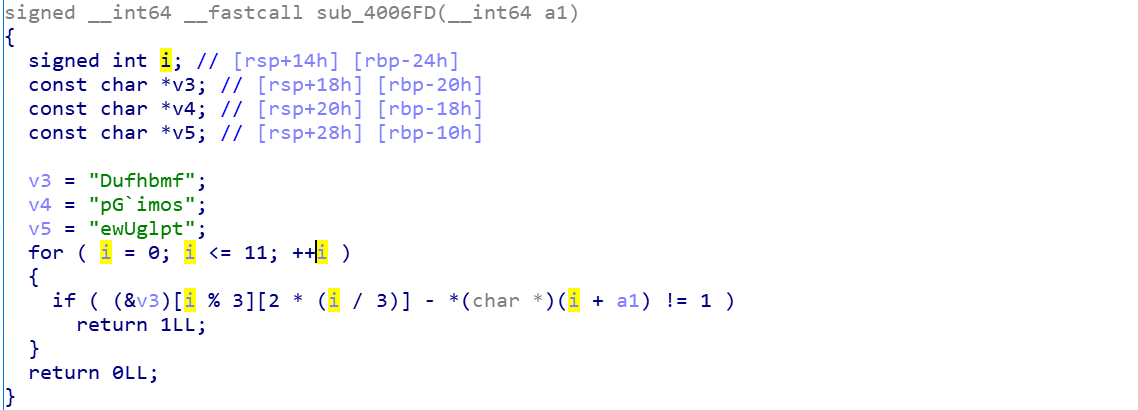 signed __int64 __fastcall sub_4006FD(__int64 a1)
{
  signed int i; // [rsp+14h] [rbp-24h]
  const char *v3; // [rsp+18h] [rbp-20h]
  const char *v4; // [rsp+20h] [rbp-18h]
  const char *v5; // [rsp+28h] [rbp-10h]

  v3 = "Dufhbmf";
  v4 = "pG`imos";
  v5 = "ewUglpt";
  for ( i = 0; i <= 11; ++i )
  {
    if ( (&v3)[i % 3][2 * (i / 3)] - *(char *)(i + a1) != 1 )
      return 1LL;
  }
  return 0LL;
}